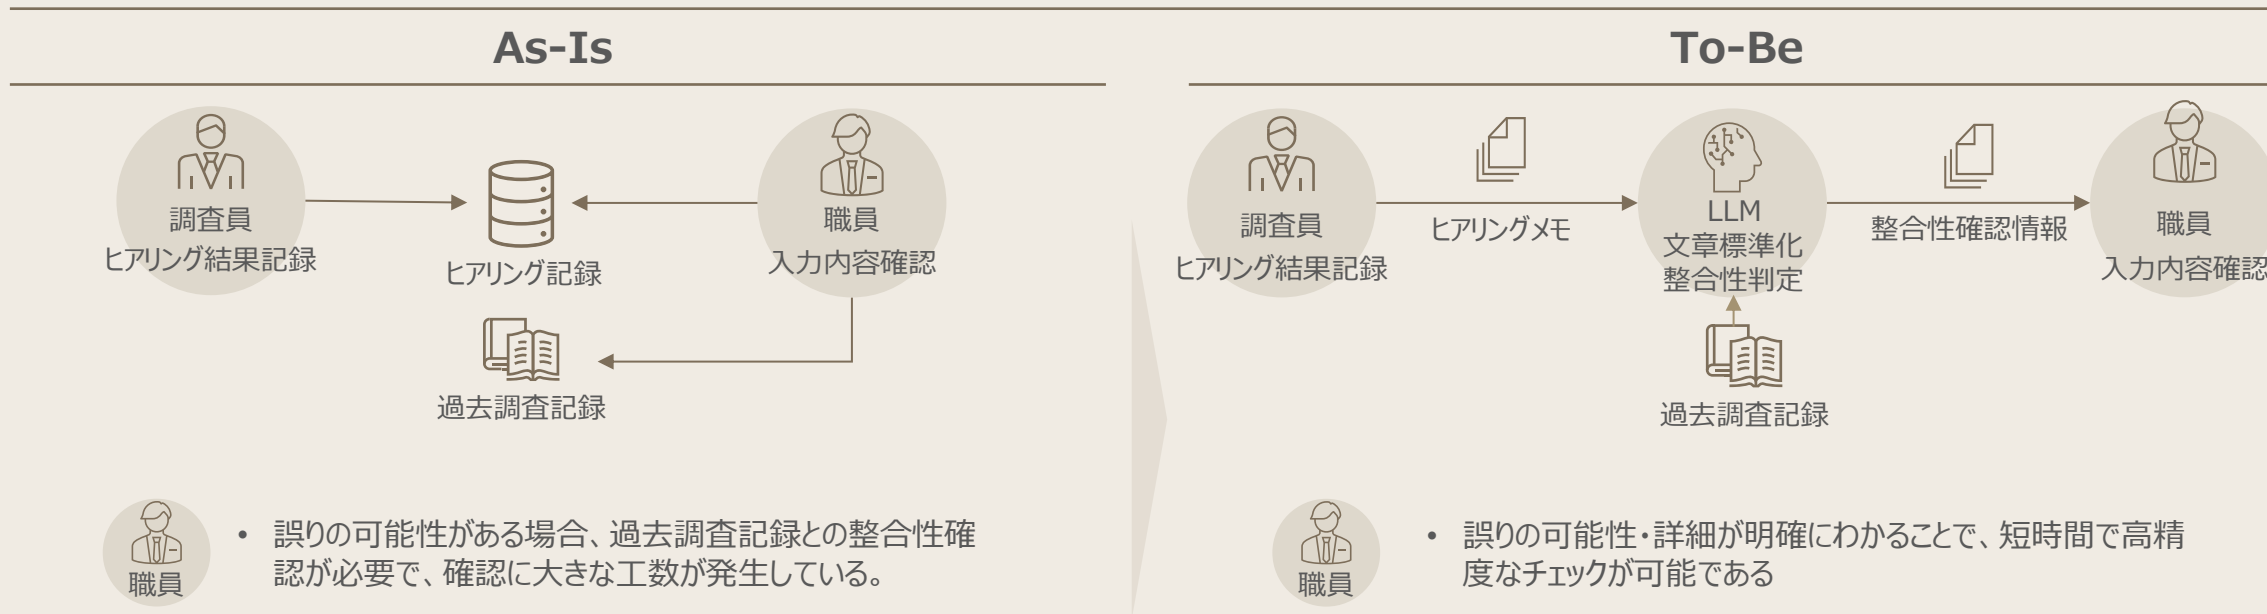 As-Is
調査員
ヒアリング結果記録
ヒアリング記録
職員
入力内容確認
過去調査記録
職員
• 誤りの可能性がある場合、過去調査記録との整合性確
認が必要で、確認に大きな工数が発生している。
To-Be
調査員
ヒアリング結果記録
ヒアリングメモ
LLM
文章標準化
整合性判定
整合性確認情報
職員
入力内容確認
過去調査記録
職員
• 誤りの可能性・詳細が明確にわかることで、短時間で高精
度なチェックが可能である